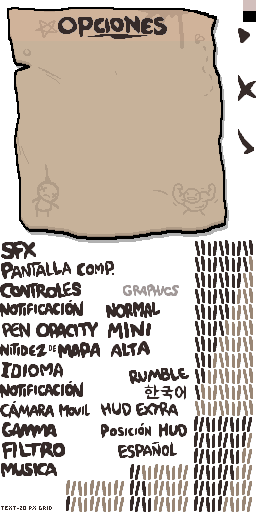 OPCIONES
SFX
PANTALLA COMP.
CONTROLES GRAPHICS
NOTIFICACIÓN NORMAL
PEN OPACITY MINI
NITIDEZ DE MAPA ALTA
IDIOMA RUMBLE
NOTIFICACIÓN 한국어
CÁMARA MOVIL HUD EXTRA
GAMMA POSICIÓN HUD
FILTRO ESPAÑOL
MUSICA
TEXT-20 PX GRID